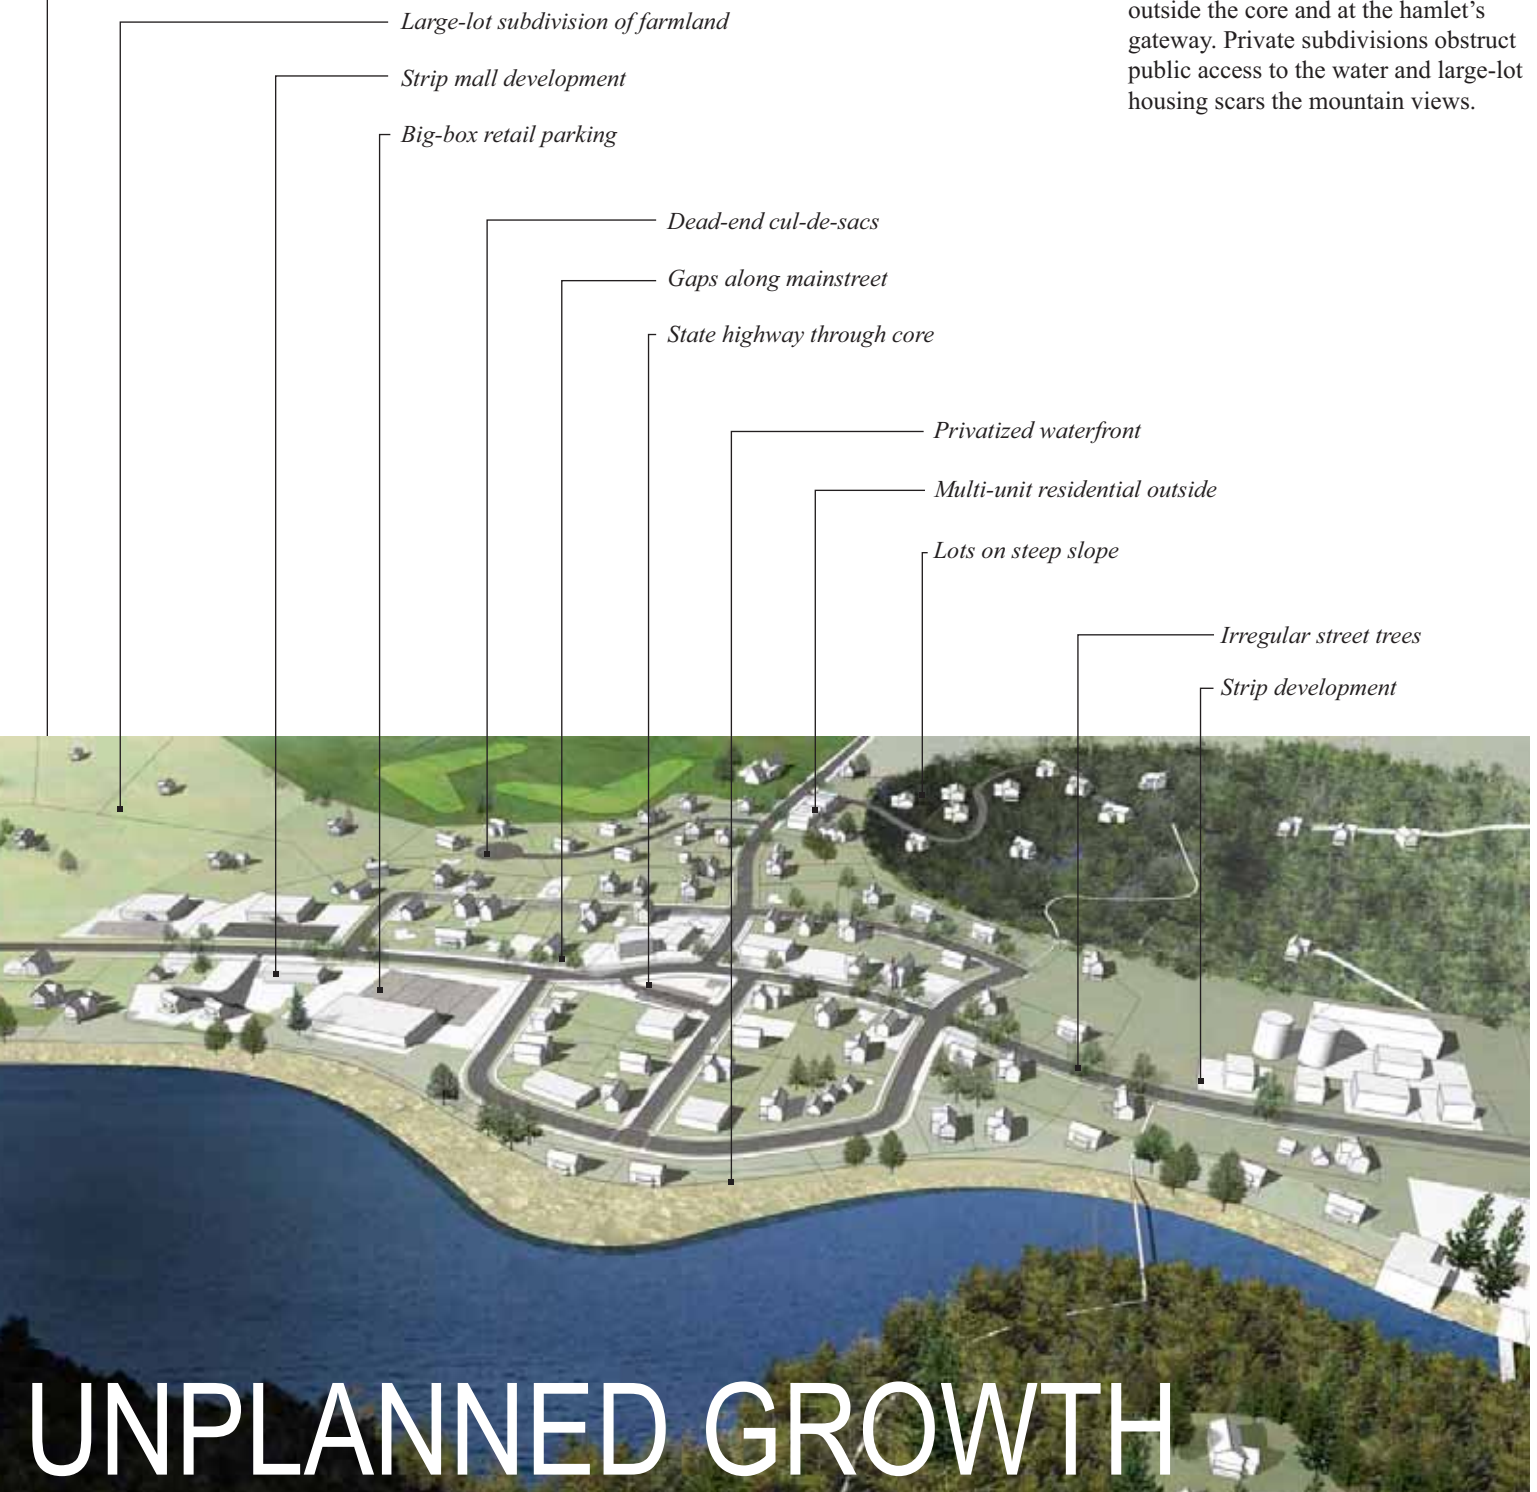 outside the core and at the hamlet's
gateway. Private subdivisions obstruct
public access to the water and large-lot
housing scars the mountain views.
Large-lot subdivision of farmland
Strip mall development
Big-box retail parking
Dead-end cul-de-sacs
Gaps along mainstreet
State highway through core
Privatized waterfront
Multi-unit residential outside
Lots on steep slope
Irregular street trees
Strip development
UNPLANNED GROWTH